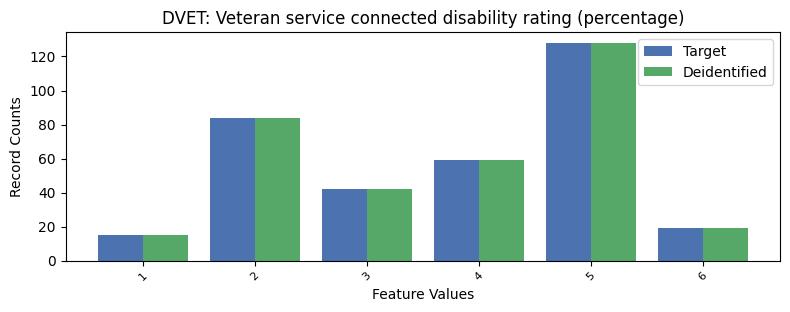 DVET: Veteran service connected disability rating (percentage)
Target
Deidentified
Record Counts
120
100
80
60
40
20
0
1 2 3 4 5 6
Feature Values